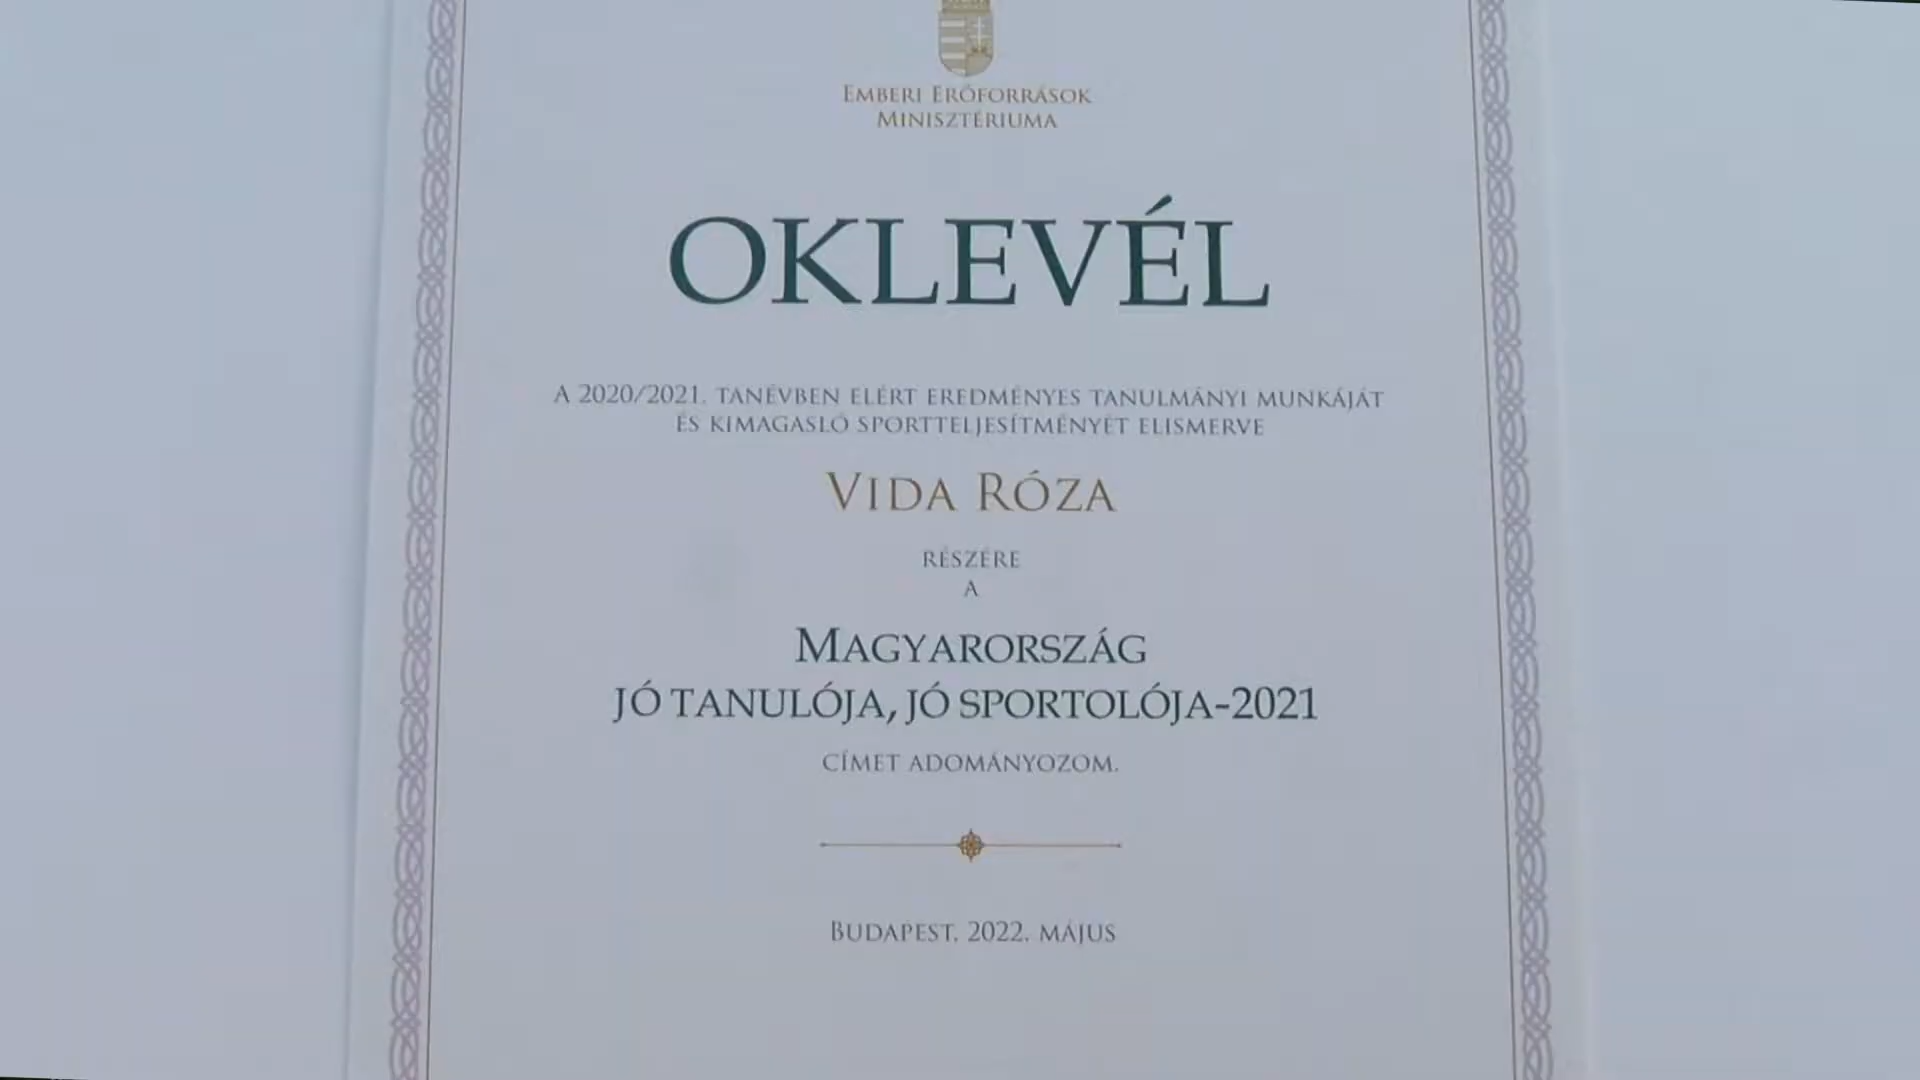 EMBERI ERŐFORRÁSOK
MINISZTÉRIUMA
OKLEVÉL
A 2020/2021. TANÉVBEN ELÉRT EREDMÉNYES TANULMÁNYI MUNKÁJÁT
ÉS KIMAGASLÓ SPORTTELJESÍTMÉNYÉT ELISMERVE
VIDA RÓZA
RÉSZÉRE
A
MAGYARORSZÁG
JÓ TANULÓJA, JÓ SPORTOLÓJA-2021
CÍMET ADOMÁNYOZOM.
BUDAPEST, 2022. MÁJUS